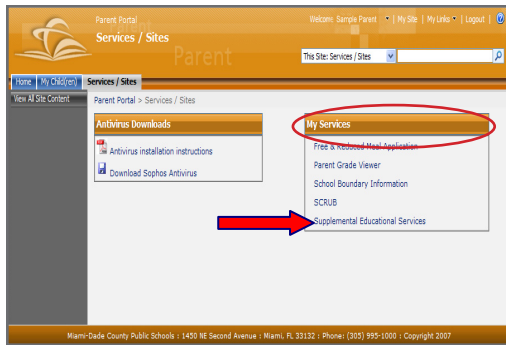 Parent Portal
Welcome Sample Parent | My Site | My Links | Logout |
Services / Sites
Parent
This Site: Services / Sites
Home My Child(ren) Services / Sites
View All Site Content
Parent Portal > Services / Sites
Antivirus Downloads
Antivirus installation instructions
Download Sophos Antivirus
My Services
Free & Reduced Meal Application
Parent Grade Viewer
School Boundary Information
SCRUB
Supplemental Educational Services
Miami-Dade County Public Schools : 1450 NE Second Avenue : Miami, FL 33132 : Phone: (305) 995-1000 : Copyright 2007